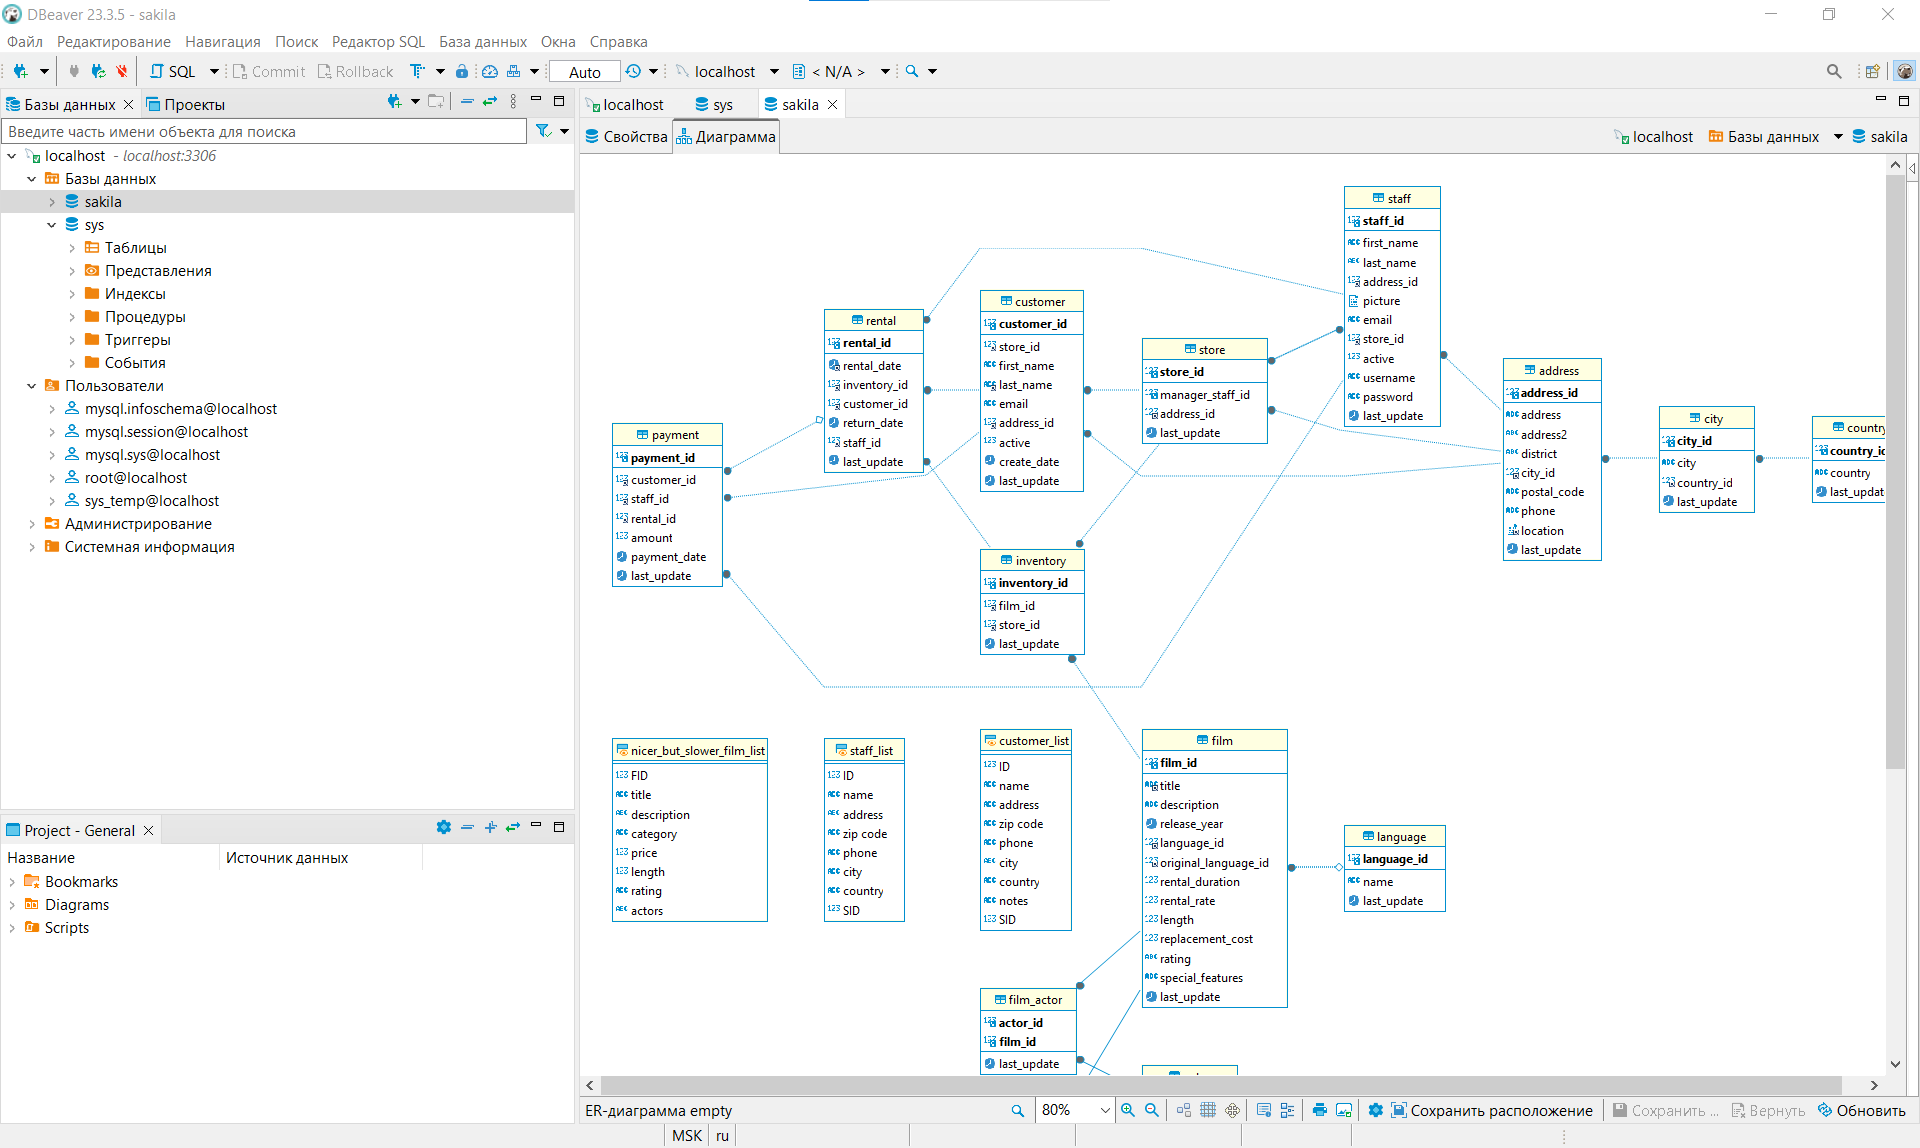 DBeaver 23.3.5 - sakila
Файл Редактирование Навигация Поиск Редактор SQL База данных Окна Справка
SQL Commit Rollback Auto localhost < N/A >
Базы данных Проекты
Введите часть имени объекта для поиска
localhost - localhost:3306
Базы данных
sakila
sys
Таблицы
Представления
Индексы
Процедуры
Триггеры
События
Пользователи
mysql.infoschema@localhost
mysql.session@localhost
mysql.sys@localhost
root@localhost
sys_temp@localhost
Администрирование
Системная информация
Project - General
Название Источник данных
Bookmarks
Diagrams
Scripts
localhost sys sakila
Свойства Диаграмма
localhost Базы данных sakila
staff
staff_id
first_name
last_name
address_id
picture
email
store_id
active
username
password
last_update
customer
customer_id
store_id
first_name
last_name
email
address_id
active
create_date
last_update
rental
rental_id
rental_date
inventory_id
customer_id
return_date
staff_id
last_update
store
store_id
manager_staff_id
address_id
last_update
address
address_id
address
address2
district
city_id
postal_code
phone
location
last_update
city
city_id
city
country_id
last_update
country
country_id
country
last_update
payment
payment_id
customer_id
staff_id
rental_id
amount
payment_date
last_update
inventory
inventory_id
film_id
store_id
last_update
nicer_but_slower_film_list
FID
title
description
category
price
length
rating
actors
staff_list
ID
name
address
zip code
phone
city
country
SID
customer_list
ID
name
address
zip code
phone
city
country
notes
SID
film
film_id
title
description
release_year
language_id
original_language_id
rental_duration
rental_rate
length
replacement_cost
rating
special_features
last_update
language
language_id
name
last_update
film_actor
actor_id
film_id
last_update
ER-диаграмма empty 80% Сохранить расположение Сохранить ... Вернуть Обновить
MSK ru